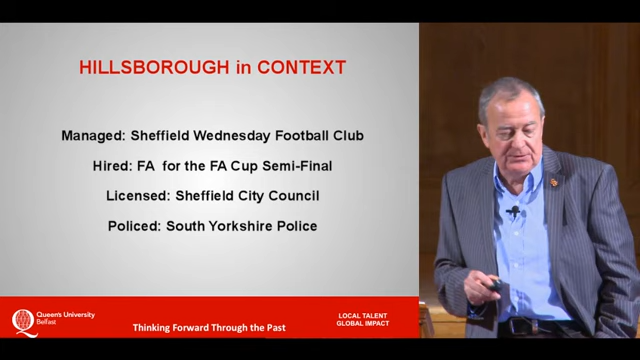 HILLSBOROUGH in CONTEXT
Managed: Sheffield Wednesday Football Club
Hired: FA for the FA Cup Semi-Final
Licensed: Sheffield City Council
Policed: South Yorkshire Police
Queen's University
Belfast
Thinking Forward Through the Past
LOCAL TALENT
GLOBAL IMPACT